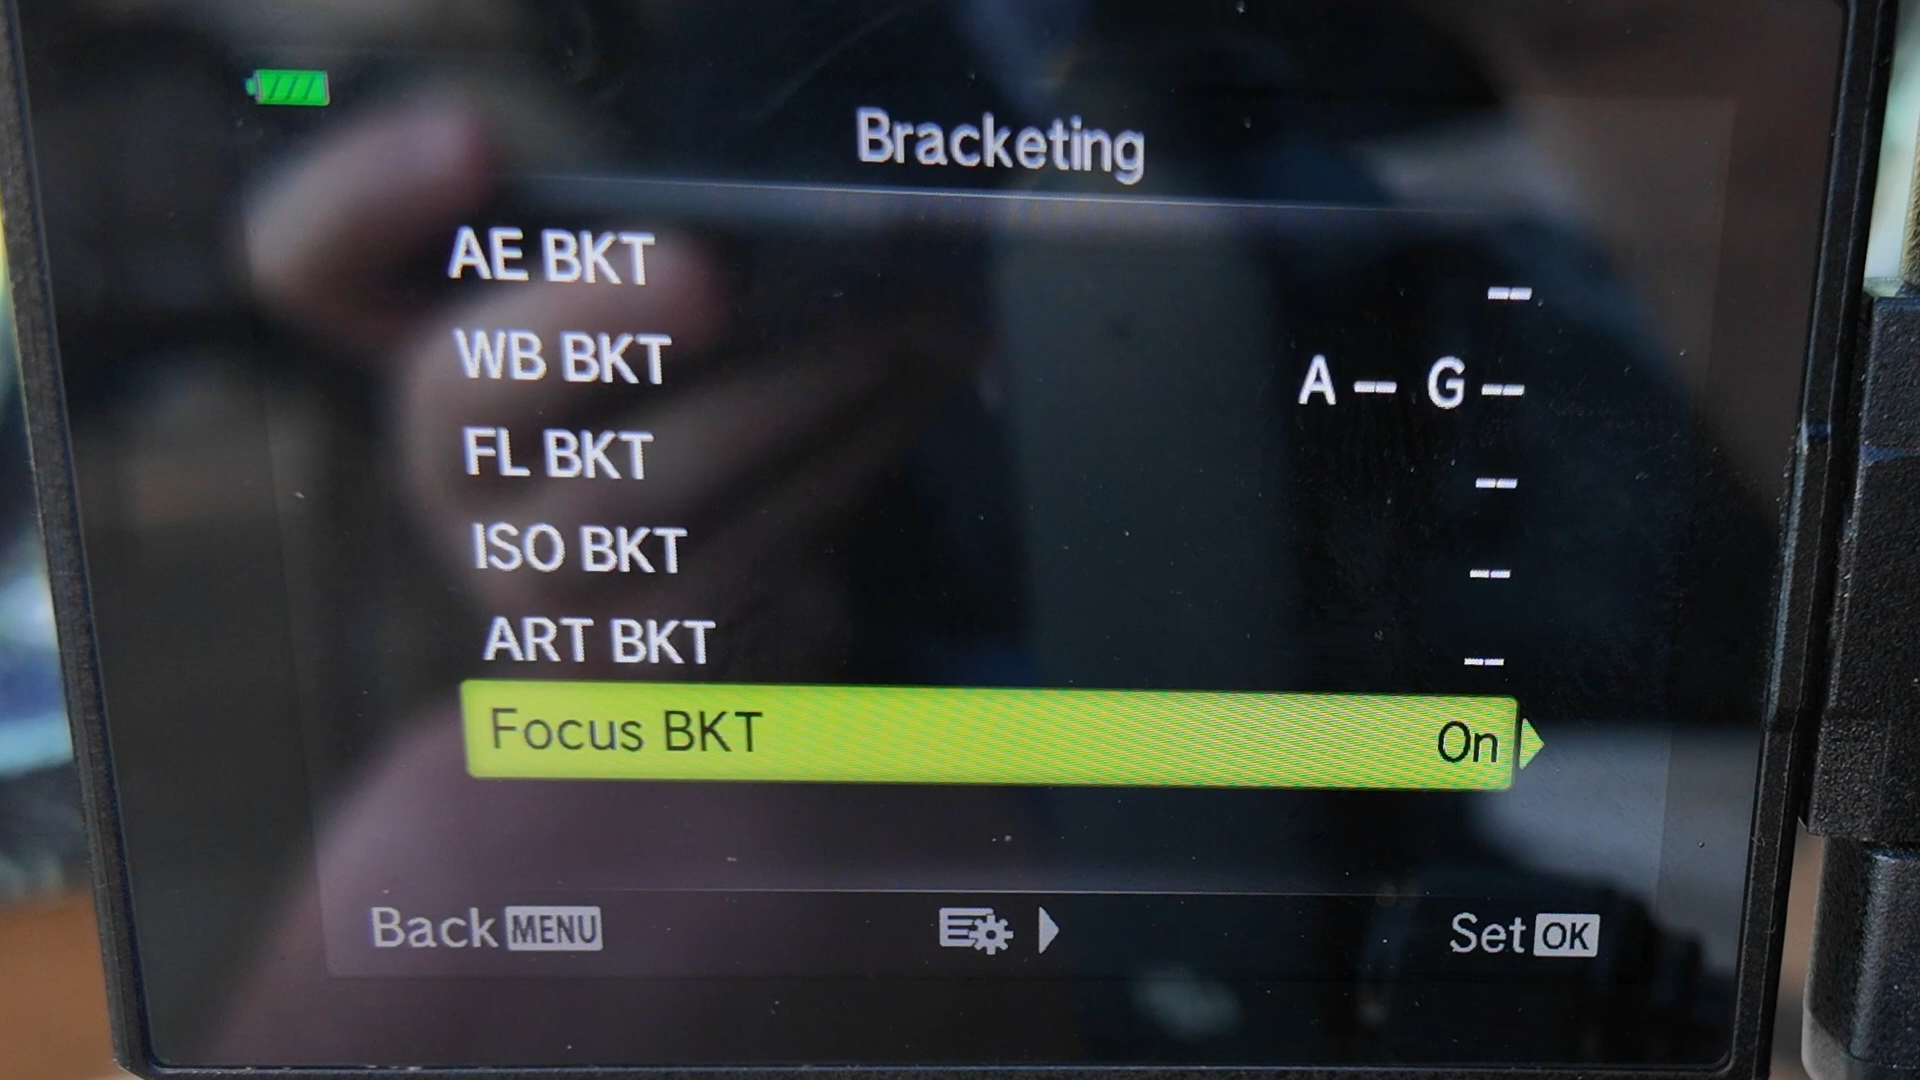 Bracketing
AE BKT --
WB BKT A -- G --
FL BKT --
ISO BKT --
ART BKT --
Focus BKT On
Back MENU Set OK